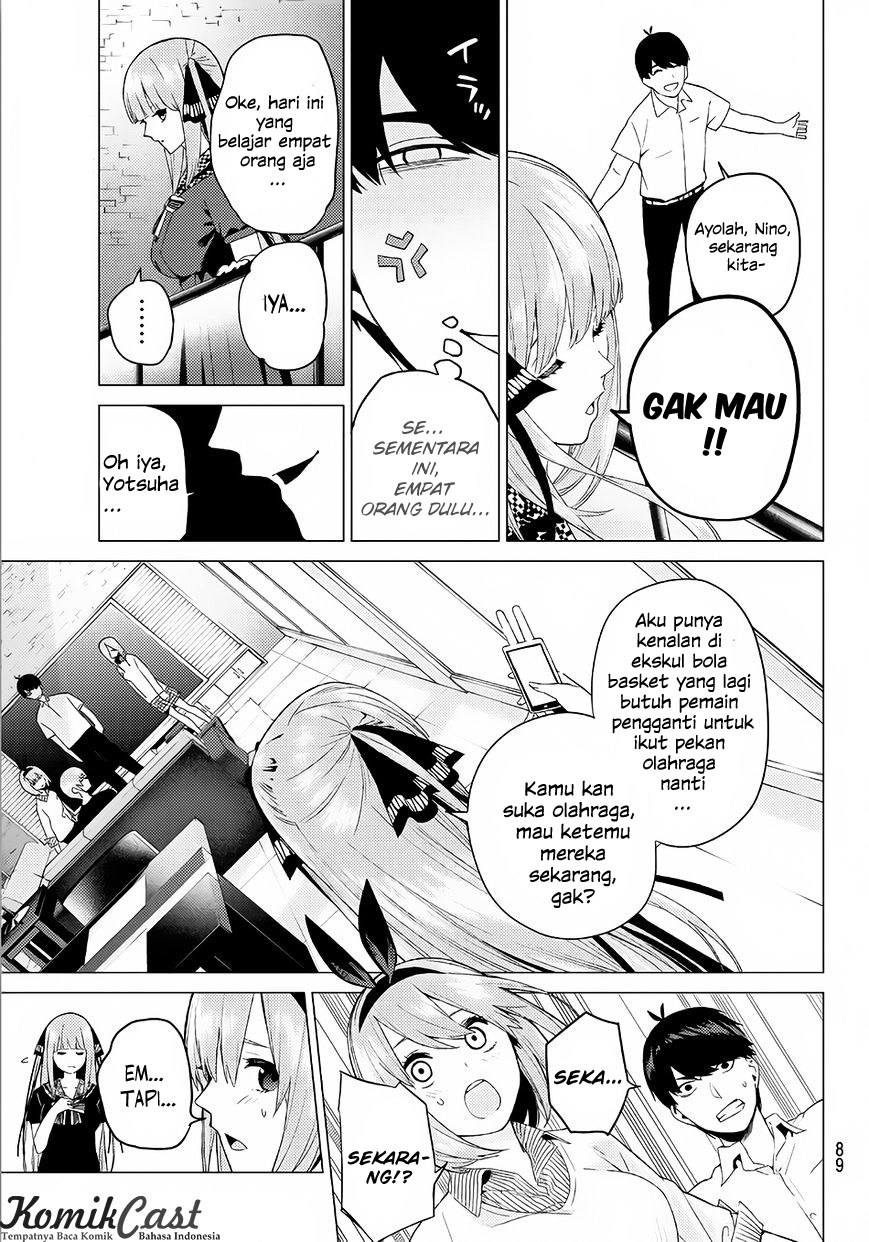 Ayolah, Nino,
sekarang
kita-
GAK MAU
!!
イラッ
SE...
SEMENTARA
INI,
EMPAT
ORANG DULU...
Oke, hari ini
yang
belajar empat
orang aja
...
IYA...
......
Oh iya,
Yotsuha
...
Aku punya
kenalan di
ekskul bola
basket yang lagi
butuh pemain
pengganti untuk
ikut pekan
olahraga
nanti
...
Kamu kan
suka olahraga,
mau ketemu
mereka
sekarang,
gak?
SEKA...
SEKARA-
NG!?
EM...
TAPI...
89
KomikCast
Tempatnya Baca Komik Bahasa Indonesia